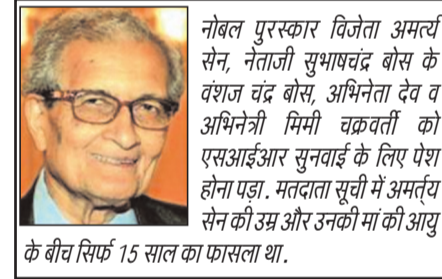 नोबल पुरस्कार विजेता अमर्त्य
सेन, नेताजी सुभाषचंद्र बोस के
वंशज चंद्र बोस, अभिनेता देव व
अभिनेत्री मिमी चक्रवर्ती को
एसआईआर सुनवाई के लिए पेश
होना पड़ा. मतदाता सूची में अमर्त्य
सेन की उम्र और उनकी मां की आयु
के बीच सिर्फ 15 साल का फासला था.